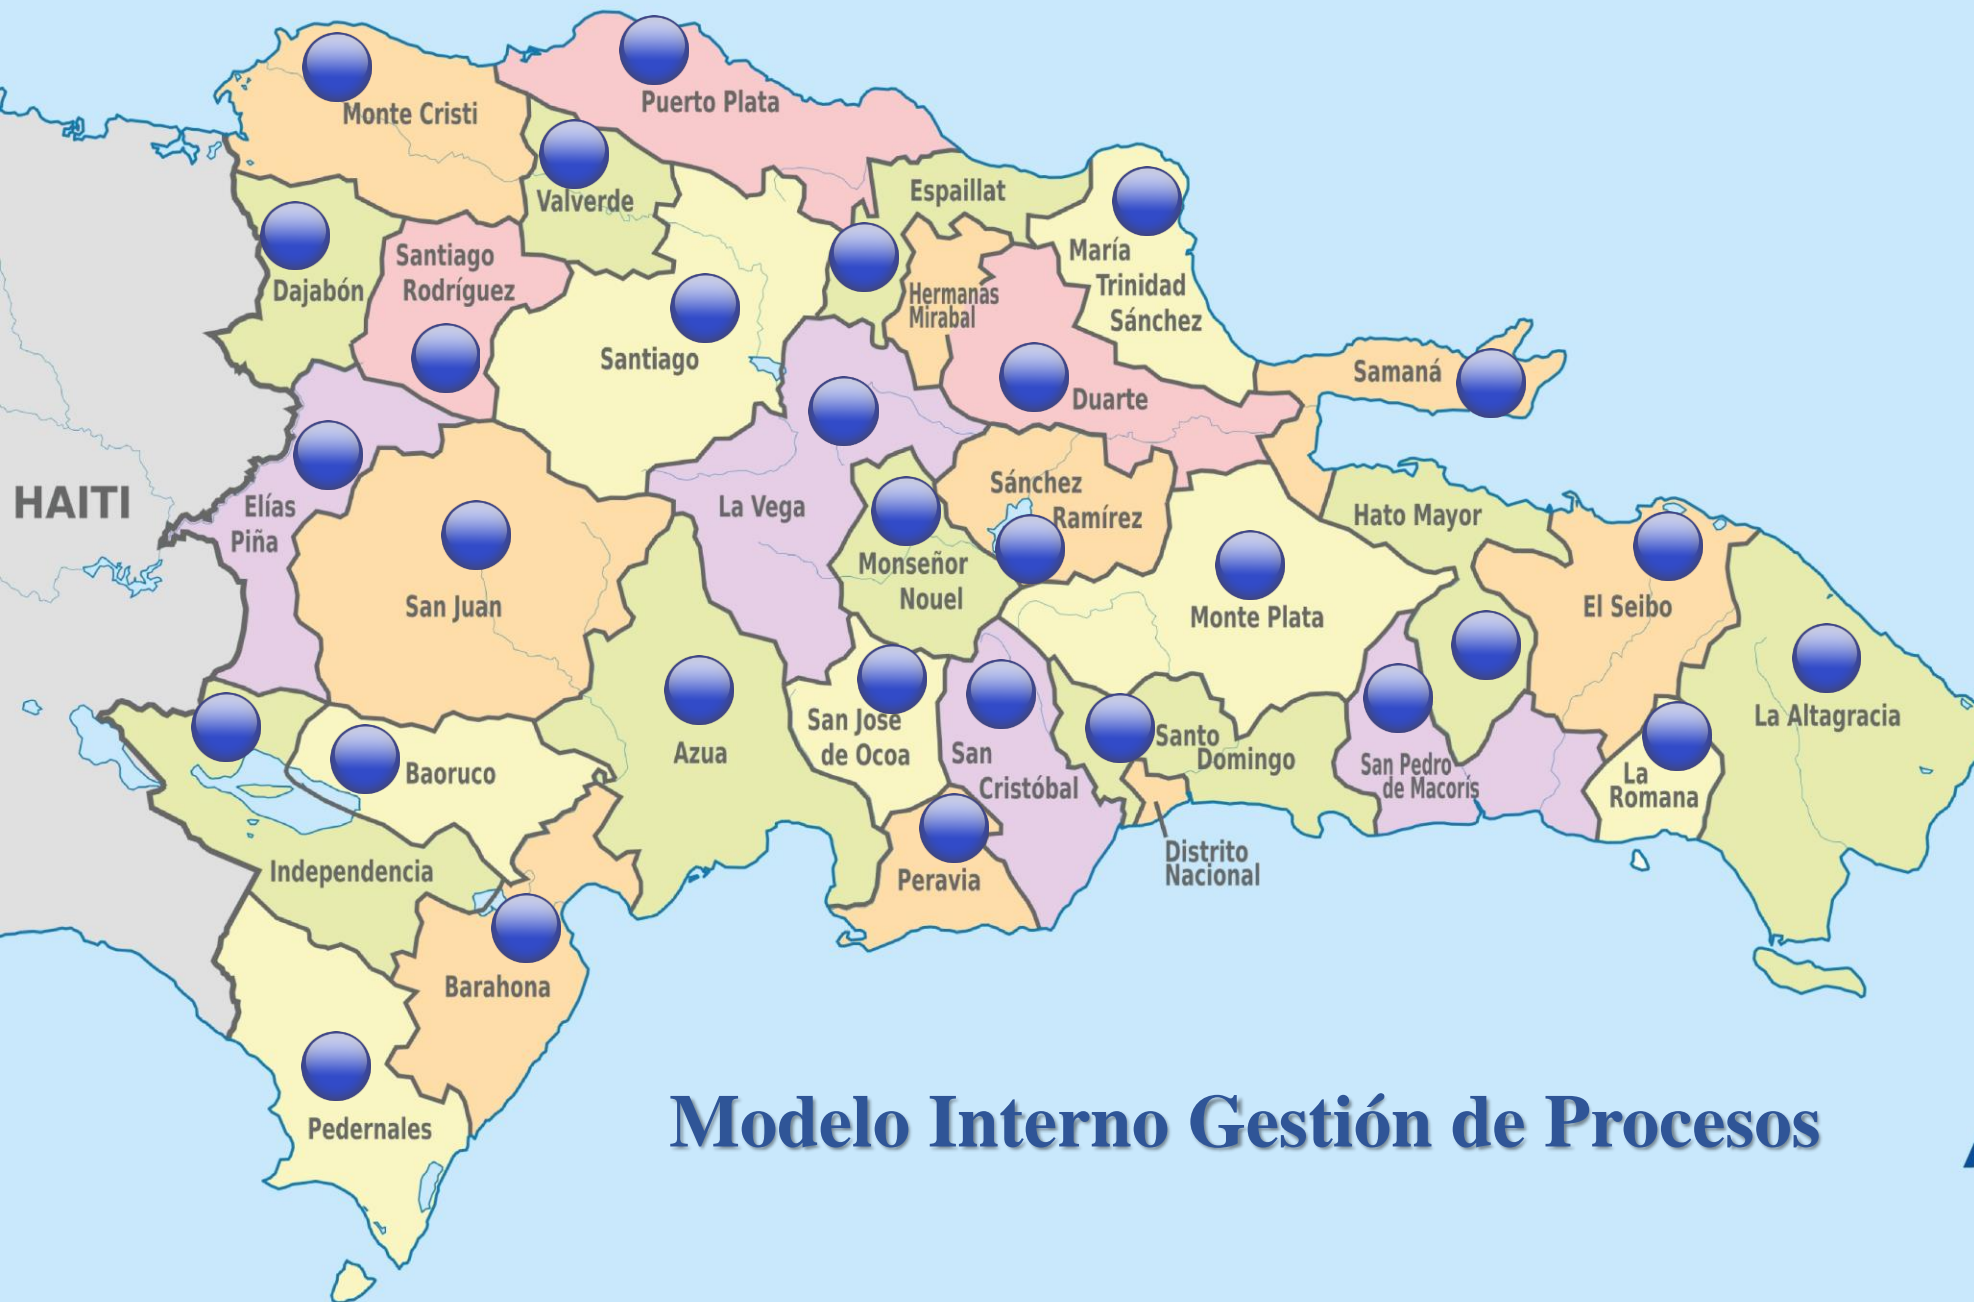 Monte Cristi
Puerto Plata
Valverde
Espaillat
Dajabón
Santiago
Rodríguez
María
Trinidad
Sánchez
Hermanas
Mirabal
Santiago
Samaná
Duarte
HAITI
Elías
Piña
La Vega
Sánchez
Ramírez
Hato Mayor
San Juan
Monseñor
Nouel
Monte Plata
El Seibo
San José
de Ocoa
Azua
San
Cristóbal
Santo
Domingo
San Pedro
de Macorís
La
Romana
La Altagracia
Baoruco
Independencia
Peravia
Distrito
Nacional
Barahona
Pedernales
Modelo Interno Gestión de Procesos